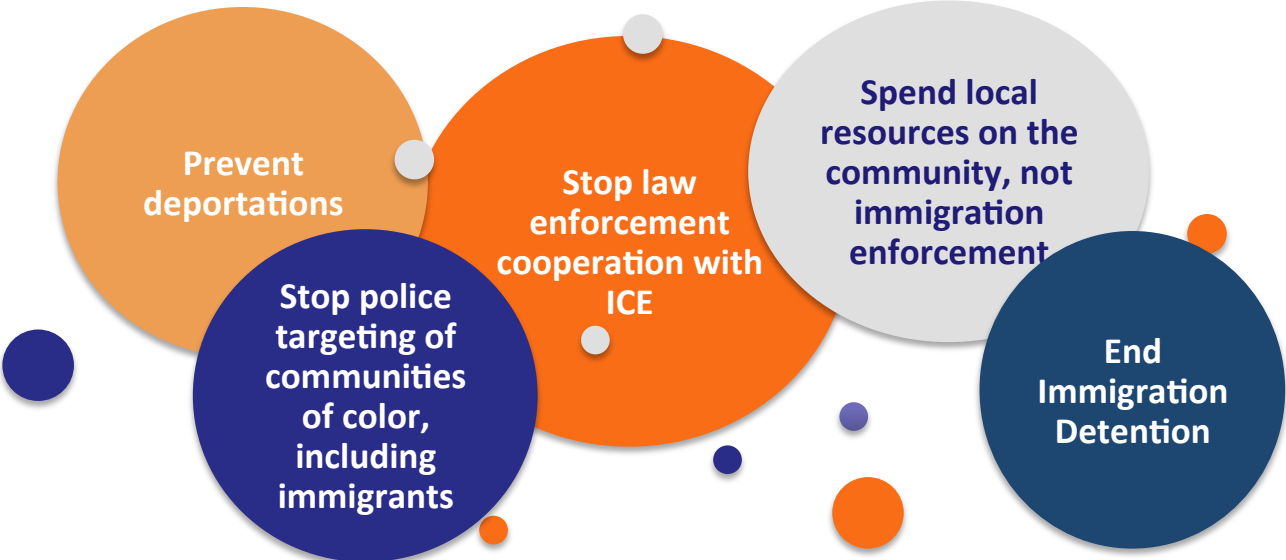 Prevent
deportations
Stop police
targeting of
communities
of color,
including
immigrants
Stop law
enforcement
cooperation with
ICE
Spend local
resources on the
community, not
immigration
enforcement
End
Immigration
Detention